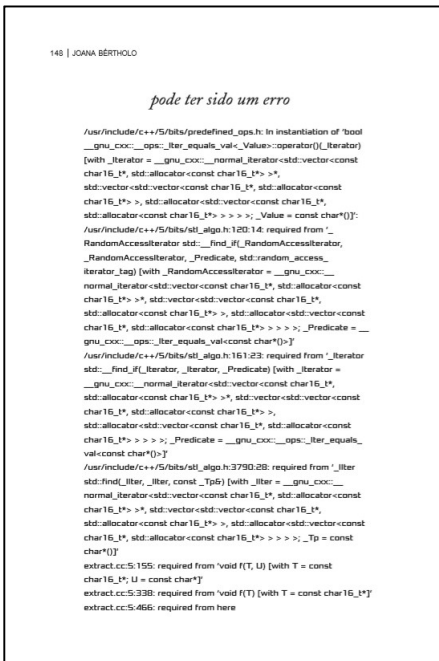 148 | JOANA BÉRTHOLO
pode ter sido um erro
/usr/include/c++/5/bits/predefined_ops.h: In instantiation of ‘bool
__gnu_cxx::__ops::_Iter_equals_val<_Value>::operator()(_Iterator)
[with _Iterator = __gnu_cxx::__normal_iterator<std::vector<const
char16_t*, std::allocator<const char16_t*> >*,
std::vector<std::vector<const char16_t*, std::allocator<const
char16_t*> >, std::allocator<std::vector<const char16_t*,
std::allocator<const char16_t*> > > > >; _Value = const char*()]’:
/usr/include/c++/5/bits/stl_algo.h:120:14: required from ‘_
RandomAccessIterator std::__find_if(_RandomAccessIterator,
_RandomAccessIterator, _Predicate, std::random_access_
iterator_tag) [with _RandomAccessIterator = __gnu_cxx::__
normal_iterator<std::vector<const char16_t*, std::allocator<const
char16_t*> >*, std::vector<std::vector<const char16_t*,
std::allocator<const char16_t*> >, std::allocator<std::vector<const
char16_t*, std::allocator<const char16_t*> > > > >; _Predicate = __
gnu_cxx::__ops::_Iter_equals_val<const char*()>]’
/usr/include/c++/5/bits/stl_algo.h:161:23: required from ‘_Iterator
std::__find_if(_Iterator, _Iterator, _Predicate) [with _Iterator =
__gnu_cxx::__normal_iterator<std::vector<const char16_t*,
std::allocator<const char16_t*> >*, std::vector<std::vector<const
char16_t*, std::allocator<const char16_t*> >,
std::allocator<std::vector<const char16_t*, std::allocator<const
char16_t*> > > > >; _Predicate = __gnu_cxx::__ops::_Iter_equals_
val<const char*()>]’
/usr/include/c++/5/bits/stl_algo.h:3790:28: required from ‘_IIter
std::find(_IIter, _IIter, const _Tp&) [with _IIter = __gnu_cxx::__
normal_iterator<std::vector<const char16_t*, std::allocator<const
char16_t*> >*, std::vector<std::vector<const char16_t*,
std::allocator<const char16_t*> >, std::allocator<std::vector<const
char16_t*, std::allocator<const char16_t*> > > > >; _Tp = const
char*()]’
extract.cc:5:155: required from ‘void f(T, U) [with T = const
char16_t*; U = const char*]’
extract.cc:5:338: required from ‘void f(T) [with T = const char16_t*]’
extract.cc:5:466: required from here